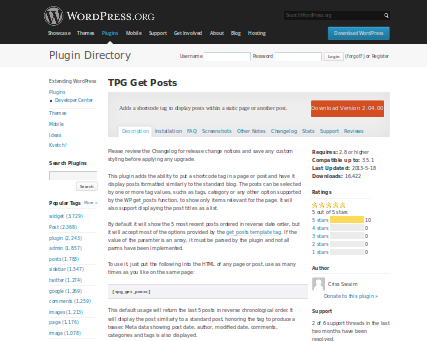 WORDPRESS.ORG
Search WordPress.org
Showcase Themes Plugins Mobile Support Get Involved About Blog Hosting
Download WordPress
Plugin Directory
Username Password Log in (forgot?) or Register
Extending WordPress
Plugins
Developer Center
Themes
Mobile
Ideas
Kvetch!
Search Plugins
Search
Popular Tags More »
widget (3,729)
Post (2,368)
plugin (2,243)
admin (1,857)
posts (1,785)
sidebar (1,547)
twitter (1,274)
google (1,269)
comments (1,259)
images (1,215)
page (1,176)
image (1,078)
TPG Get Posts
Adds a shortcode tag to display posts within a static page or another post.
Download Version 2.04.00
Description Installation FAQ Screenshots Other Notes Changelog Stats Support Reviews
Please review the Changelog for release change notices and save any custom
styling before applying any upgrade.
This plugin adds the ability to put a shortcode tag in a page or post and have it
display posts formatted similarly to the standard blog. The posts can be selected
by one or more tag values, such as tags, category or any other option supported
by the WP get_posts function, to show only items relevant for the page. It will
also support displaying the post titles as a list.
By default it will show the 5 most recent posts ordered in reverse date order, but
it will accept most of the options provided by the get_posts template tag. If the
value of the parameter is an array, it must be parsed by the plugin and not all
parms have been implemented.
To use it, just put the following into the HTML of any page or post, use as many
times as you like on the same page:
[tpg_get_posts]
This default usage will return the last 5 posts in reverse chronological order. It
will display the post similarly to a standard post, honoring the tag to produce a
teaser. Meta data showing post date, author, modified date, comments,
categories and tags is also displayed.
Requires: 2.8 or higher
Compatible up to: 3.5.1
Last Updated: 2013-5-18
Downloads: 16,422
Ratings
5 out of 5 stars
5 stars 10
4 stars 0
3 stars 0
2 stars 0
1 stars 0
Author
Criss Swaim
Donate to this plugin »
Support
2 of 6 support threads in the last
two months have been
resolved.